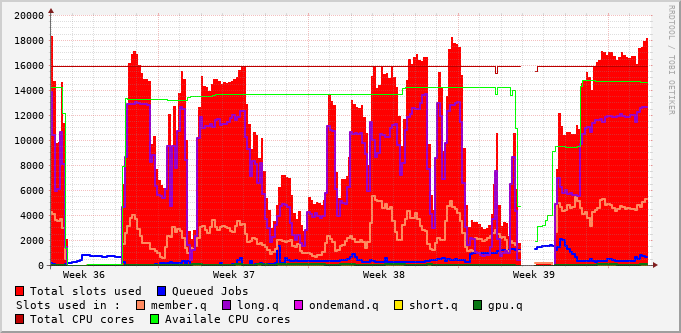 20000
18000
16000
14000
12000
10000
8000
6000
4000
2000
0
Week 36 Week 37 Week 38 Week 39
RRDTOOL / TOBI OETIKER
Total slots used Queued Jobs
Slots used in : member.q long.q ondemand.q short.q gpu.q
Total CPU cores Availale CPU cores